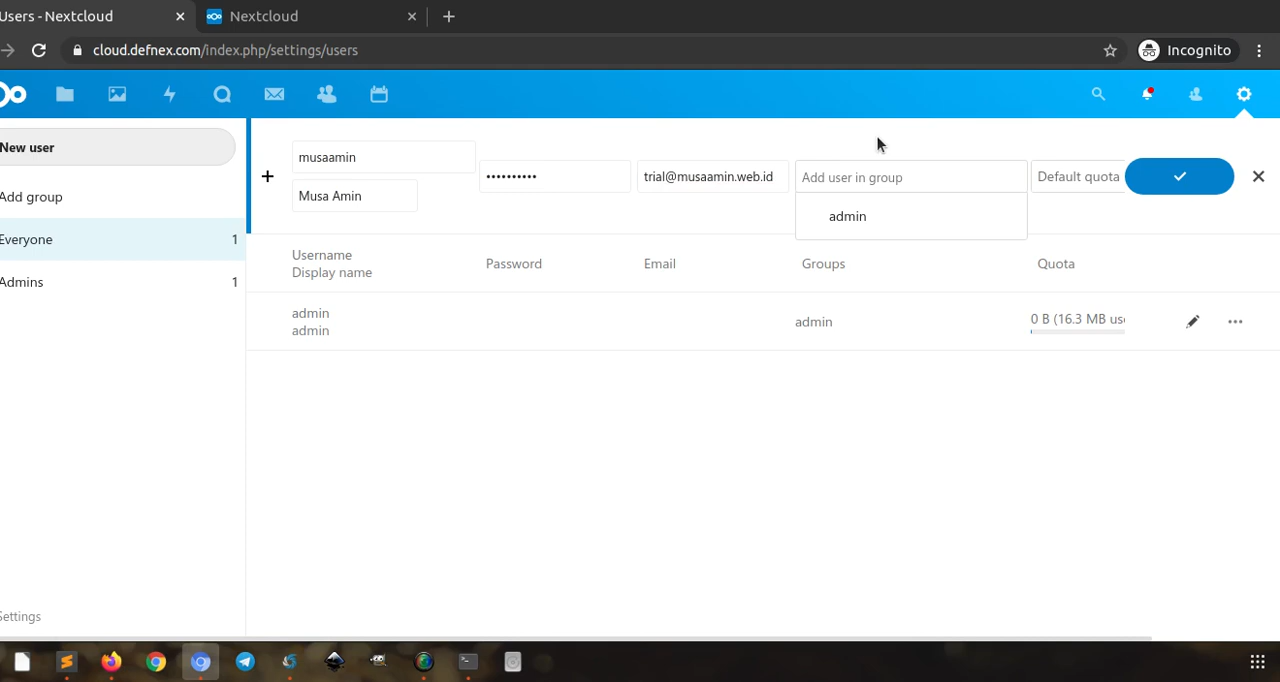 Users - Nextcloud
Nextcloud
cloud.defnex.com/index.php/settings/users
Incognito
New user
Add group
Everyone 1
Admins 1
Settings
musaamin
Musa Amin
••••••••••
trial@musaamin.web.id
Add user in group
Default quota
admin
Username
Display name
Password
Email
Groups
Quota
admin
admin
admin
0 B (16.3 MB us